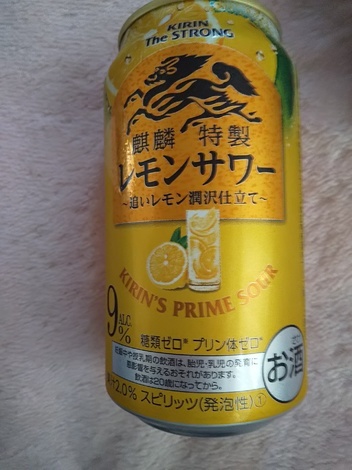 KIRIN
The STRONG
麒麟 特製
レモンサワー
～追いレモン潤沢仕立て～
KIRIN'S PRIME SOUR
ALC.
9%
糖類ゼロ※ プリン体ゼロ※
妊娠中や授乳期の飲酒は、胎児・乳児の発育に
悪影響を与えるおそれがあります。
飲酒は20歳になってから。
お酒
2.0% スピリッツ(発泡性)①